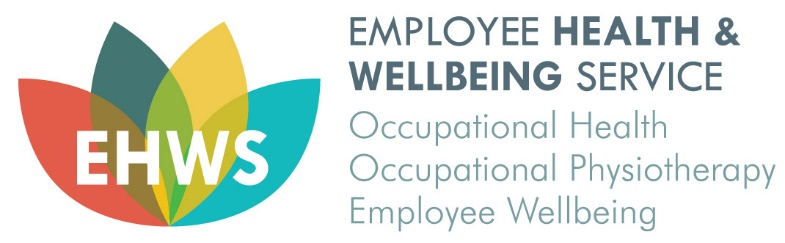 EHWS
EMPLOYEE HEALTH &
WELLBEING SERVICE
Occupational Health
Occupational Physiotherapy
Employee Wellbeing